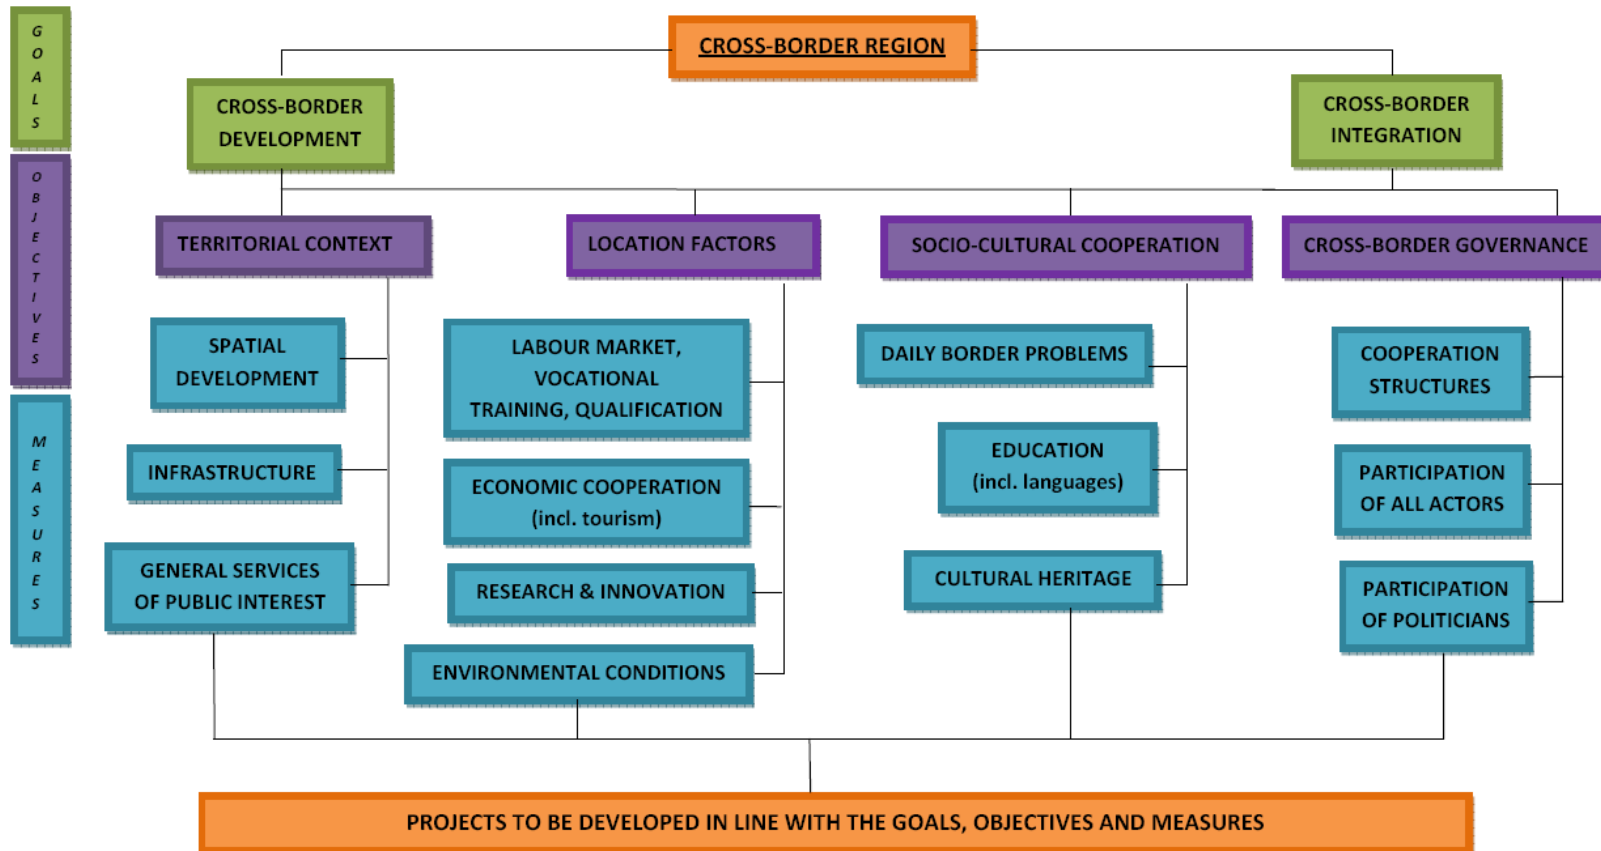 GOALS
CROSS-BORDER REGION
CROSS-BORDER
DEVELOPMENT
CROSS-BORDER
INTEGRATION
OBJECTIVES
TERRITORIAL CONTEXT
LOCATION FACTORS
SOCIO-CULTURAL COOPERATION
CROSS-BORDER GOVERNANCE
MEASURES
SPATIAL
DEVELOPMENT
INFRASTRUCTURE
GENERAL SERVICES
OF PUBLIC INTEREST
LABOUR MARKET,
VOCATIONAL
TRAINING, QUALIFICATION
ECONOMIC COOPERATION
(incl. tourism)
RESEARCH & INNOVATION
ENVIRONMENTAL CONDITIONS
DAILY BORDER PROBLEMS
EDUCATION
(incl. languages)
CULTURAL HERITAGE
COOPERATION
STRUCTURES
PARTICIPATION
OF ALL ACTORS
PARTICIPATION
OF POLITICIANS
PROJECTS TO BE DEVELOPED IN LINE WITH THE GOALS, OBJECTIVES AND MEASURES